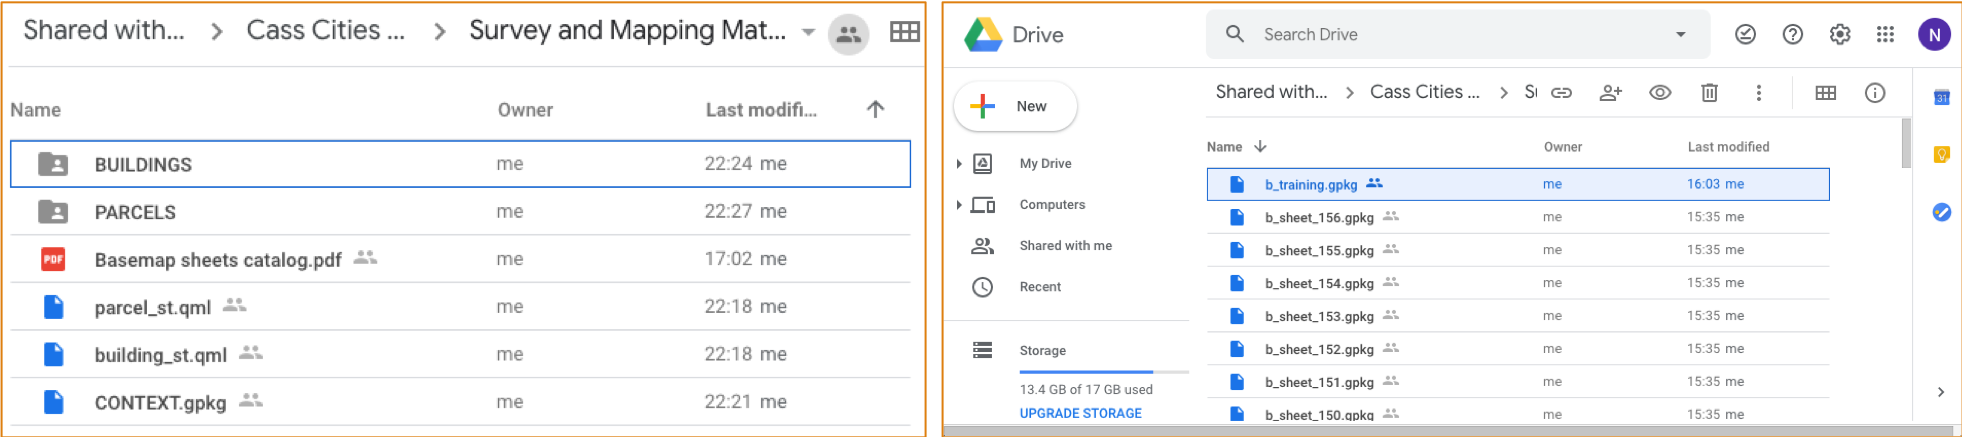 Shared with... > Cass Cities ... > Survey and Mapping Mat...
Name Owner Last modifi...
BUILDINGS me 22:24 me
PARCELS me 22:27 me
PDF Basemap sheets catalog.pdf me 17:02 me
parcel_st.qml me 22:18 me
building_st.qml me 22:18 me
CONTEXT.gpkg me 22:21 me
Drive Search Drive N
New
My Drive
Computers
Shared with me
Recent
Storage
13.4 GB of 17 GB used
UPGRADE STORAGE
Shared with... > Cass Cities ... >
Name Owner Last modified
b_training.gpkg me 16:03 me
b_sheet_156.gpkg me 15:35 me
b_sheet_155.gpkg me 15:35 me
b_sheet_154.gpkg me 15:35 me
b_sheet_153.gpkg me 15:35 me
b_sheet_152.gpkg me 15:35 me
b_sheet_151.gpkg me 15:35 me
b_sheet_150.gpkg me 15:35 me
31